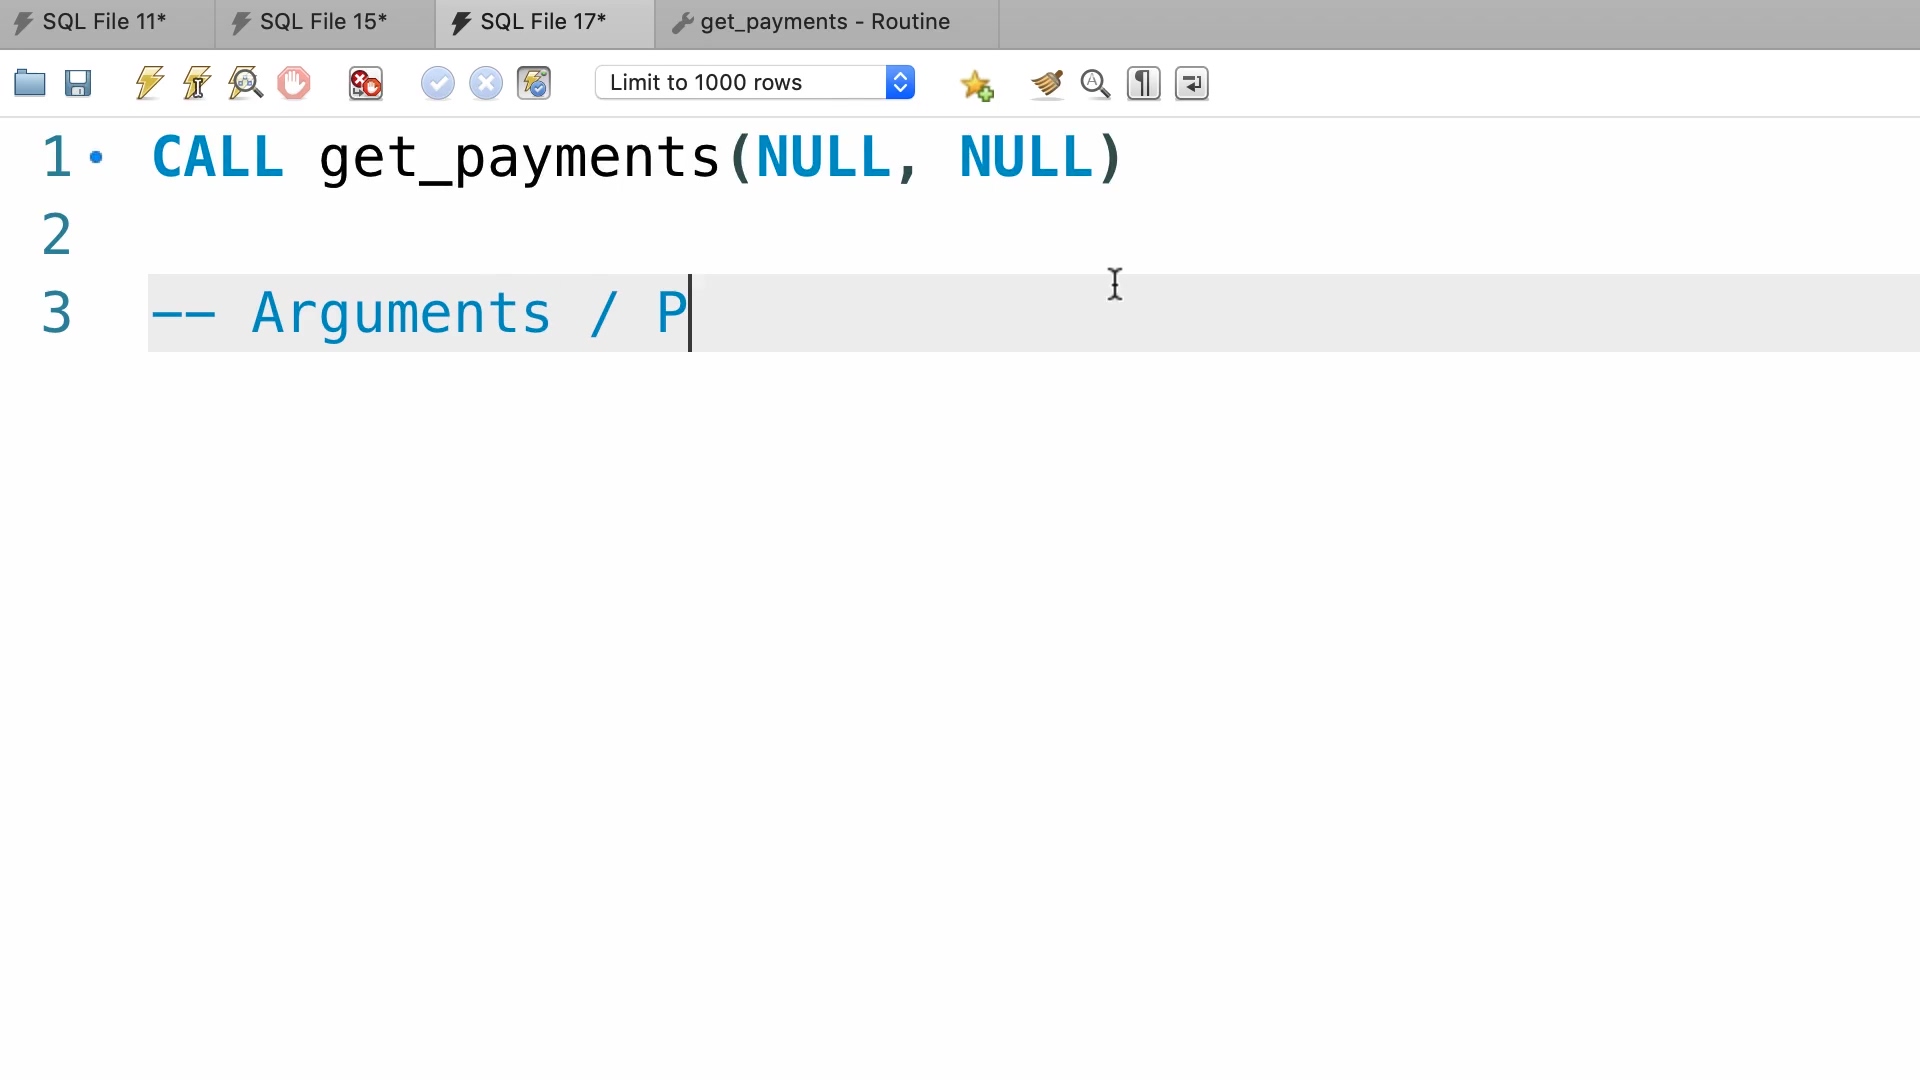 SQL File 11* SQL File 15* SQL File 17* get_payments - Routine
Limit to 1000 rows
1 CALL get_payments(NULL, NULL)
2
3 -- Arguments / P